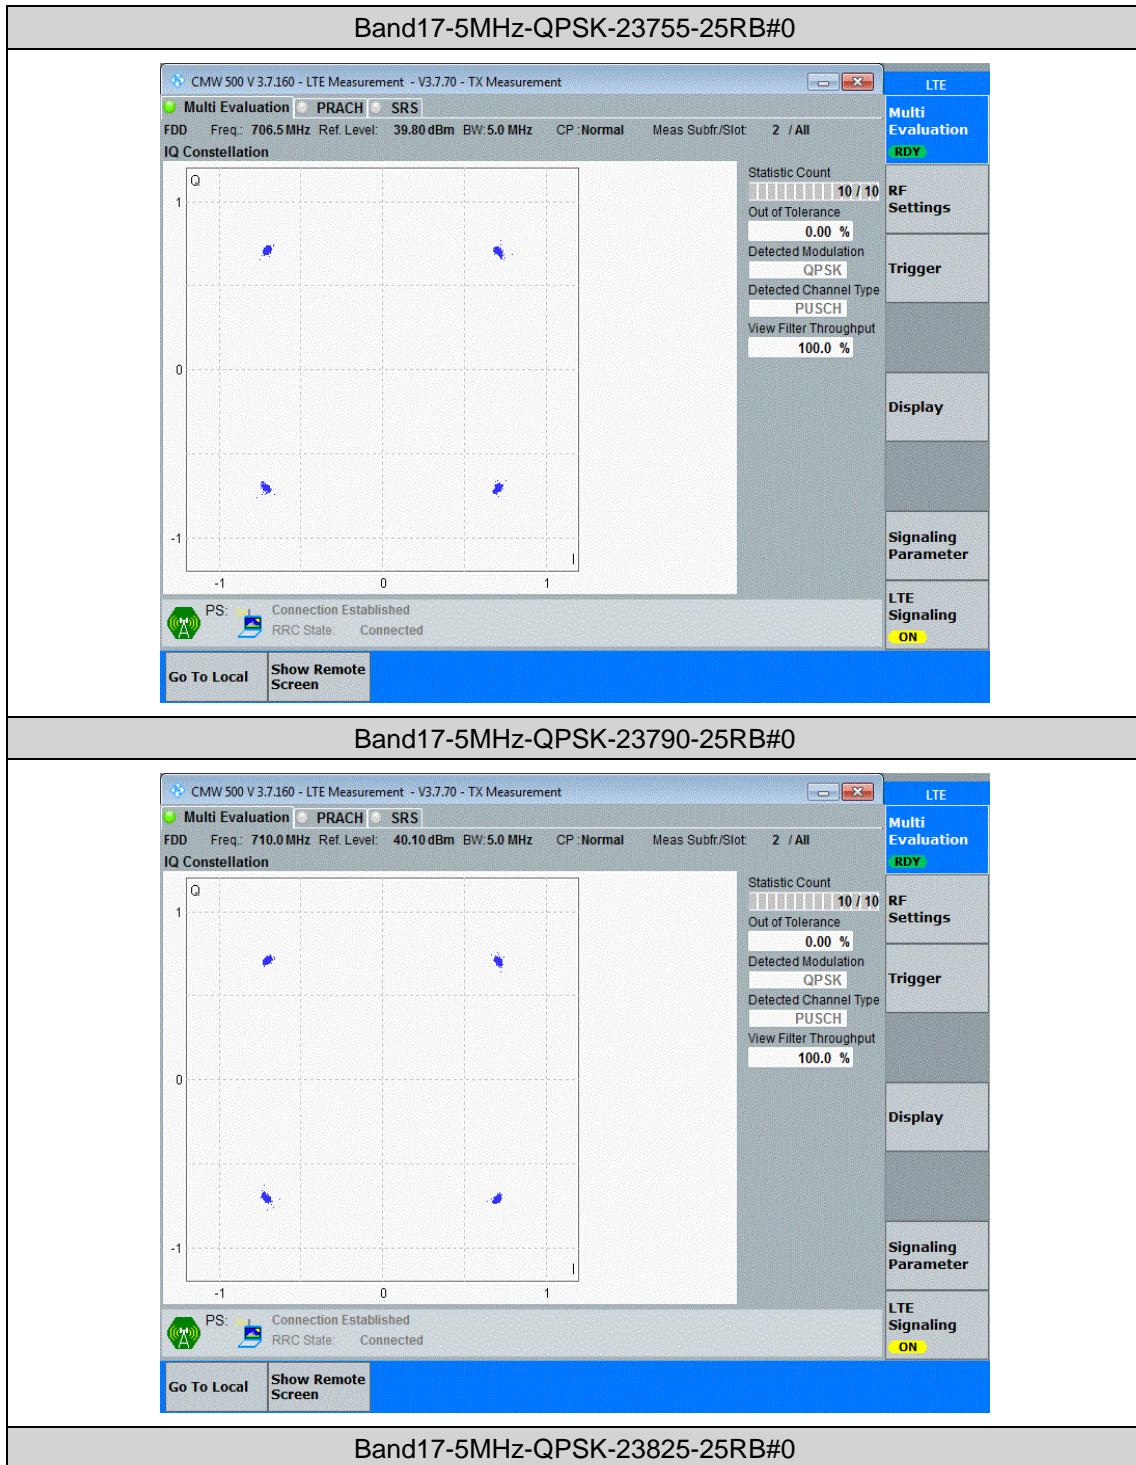 Band17-5MHz-QPSK-23755-25RB#0
CMW 500 V 3.7.160 - LTE Measurement - V3.7.70 - TX Measurement
LTE
Multi Evaluation PRACH SRS
FDD Freq.: 706.5 MHz Ref. Level: 39.80 dBm BW: 5.0 MHz CP : Normal Meas Subfr./Slot: 2 / All
IQ Constellation
Q
1
0
-1
I
-1 0 1
Statistic Count
10 / 10
Out of Tolerance
0.00 %
Detected Modulation
QPSK
Detected Channel Type
PUSCH
View Filter Throughput
100.0 %
Multi
Evaluation
RDY
RF
Settings
Trigger
Display
Signaling
Parameter
LTE
Signaling
ON
PS: Connection Established
RRC State: Connected
Go To Local
Show Remote
Screen
Band17-5MHz-QPSK-23790-25RB#0
CMW 500 V 3.7.160 - LTE Measurement - V3.7.70 - TX Measurement
LTE
Multi Evaluation PRACH SRS
FDD Freq.: 710.0 MHz Ref. Level: 40.10 dBm BW: 5.0 MHz CP : Normal Meas Subfr./Slot: 2 / All
IQ Constellation
Q
1
0
-1
I
-1 0 1
Statistic Count
10 / 10
Out of Tolerance
0.00 %
Detected Modulation
QPSK
Detected Channel Type
PUSCH
View Filter Throughput
100.0 %
Multi
Evaluation
RDY
RF
Settings
Trigger
Display
Signaling
Parameter
LTE
Signaling
ON
PS: Connection Established
RRC State: Connected
Go To Local
Show Remote
Screen
Band17-5MHz-QPSK-23825-25RB#0